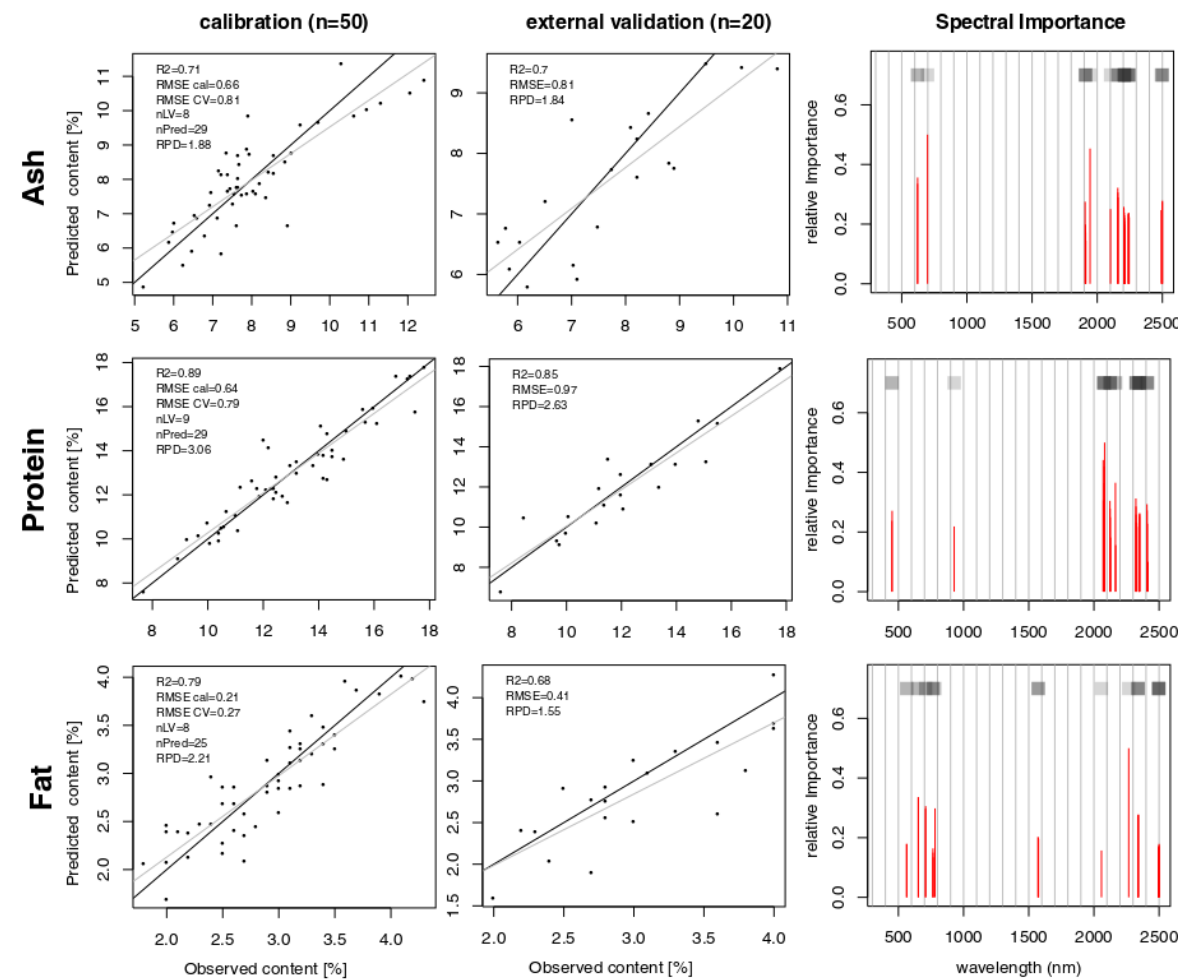 calibration (n=50)
external validation (n=20)
Spectral Importance
Ash
Predicted content [%]
5 6 7 8 9 10 11
R2=0.71
RMSE cal=0.66
RMSE CV=0.81
nLV=8
nPred=29
RPD=1.88
5 6 7 8 9 10 11 12
6 7 8 9
R2=0.7
RMSE=0.81
RPD=1.84
6 7 8 9 10 11
relative Importance
0.0 0.2 0.4 0.6
500 1000 1500 2000 2500
Protein
Predicted content [%]
8 10 12 14 16 18
R2=0.89
RMSE cal=0.64
RMSE CV=0.79
nLV=9
nPred=29
RPD=3.06
8 10 12 14 16 18
8 10 12 14 16 18
R2=0.85
RMSE=0.97
RPD=2.63
8 10 12 14 16 18
relative Importance
0.0 0.2 0.4 0.6
500 1000 1500 2000 2500
Fat
Predicted content [%]
2.0 2.5 3.0 3.5 4.0
R2=0.79
RMSE cal=0.21
RMSE CV=0.27
nLV=8
nPred=25
RPD=2.21
2.0 2.5 3.0 3.5 4.0
Observed content [%]
1.5 2.0 2.5 3.0 3.5 4.0
R2=0.68
RMSE=0.41
RPD=1.55
2.0 2.5 3.0 3.5 4.0
Observed content [%]
relative Importance
0.0 0.2 0.4 0.6
500 1000 1500 2000 2500
wavelength (nm)